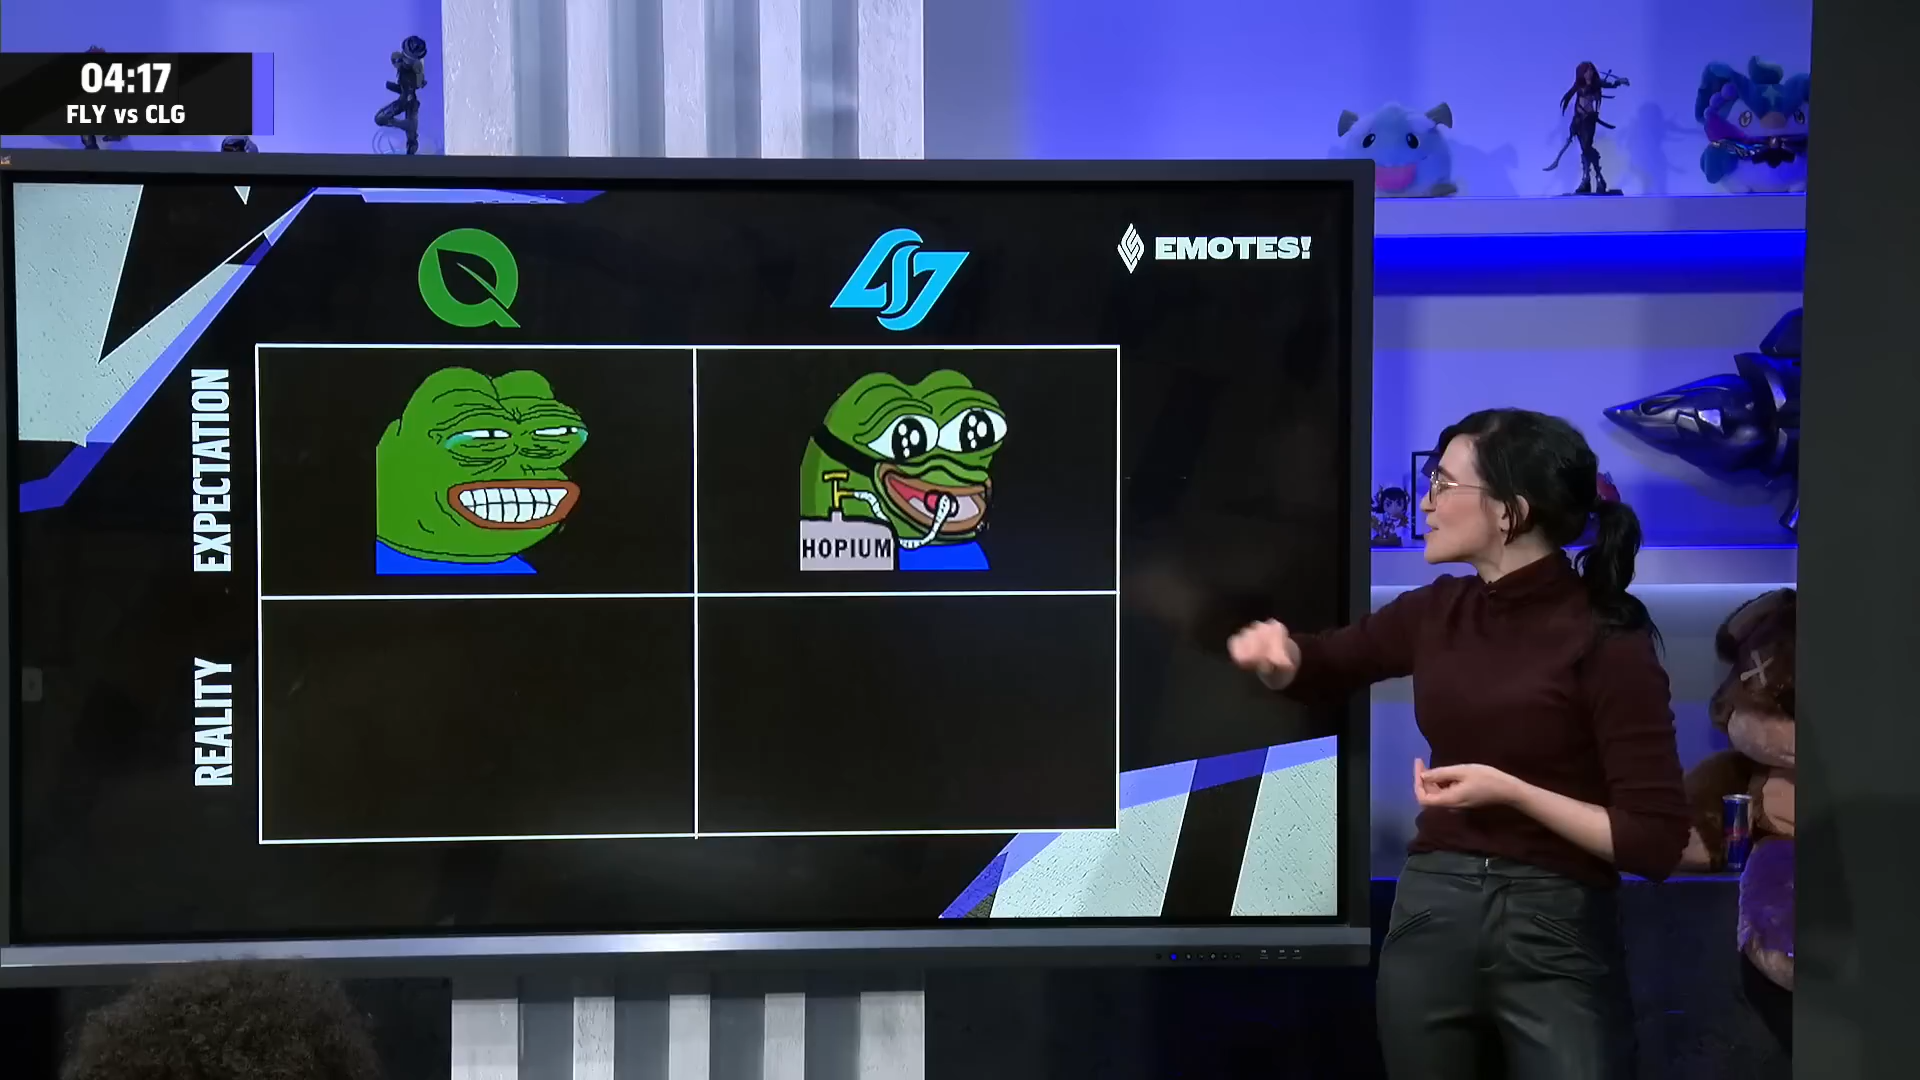 04:17
FLY vs CLG
EMOTES!
EXPECTATION
HOPIUM
REALITY